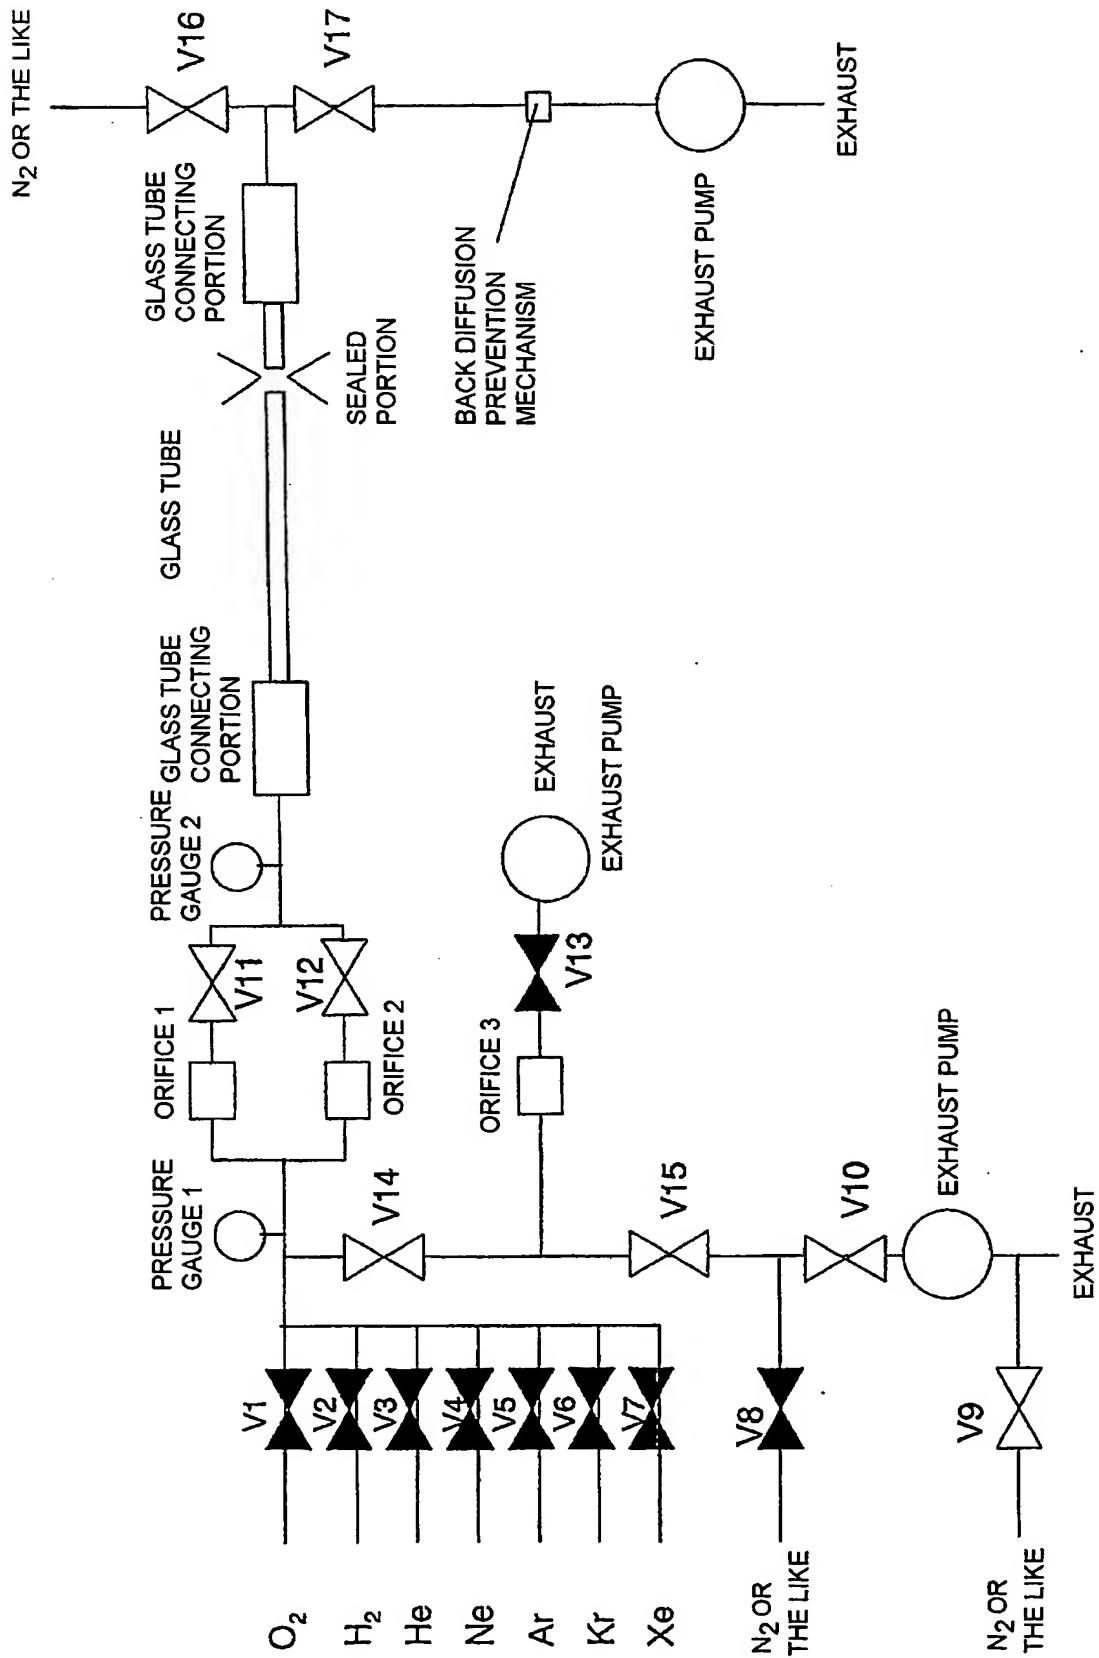 N2 OR THE LIKE
V16
V17
GLASS TUBE
CONNECTING
PORTION
SEALED
PORTION
BACK DIFFUSION
PREVENTION
MECHANISM
EXHAUST PUMP
EXHAUST
GLASS TUBE
GLASS TUBE
CONNECTING
PORTION
PRESSURE
GAUGE 2
V11
V12
ORIFICE 1
ORIFICE 2
EXHAUST
EXHAUST PUMP
V13
ORIFICE 3
PRESSURE
GAUGE 1
V14
V15
V10
EXHAUST PUMP
EXHAUST
V1
V2
V3
V4
V5
V6
V7
V8
V9
O2
H2
He
Ne
Ar
Kr
Xe
N2 OR
THE LIKE
N2 OR
THE LIKE